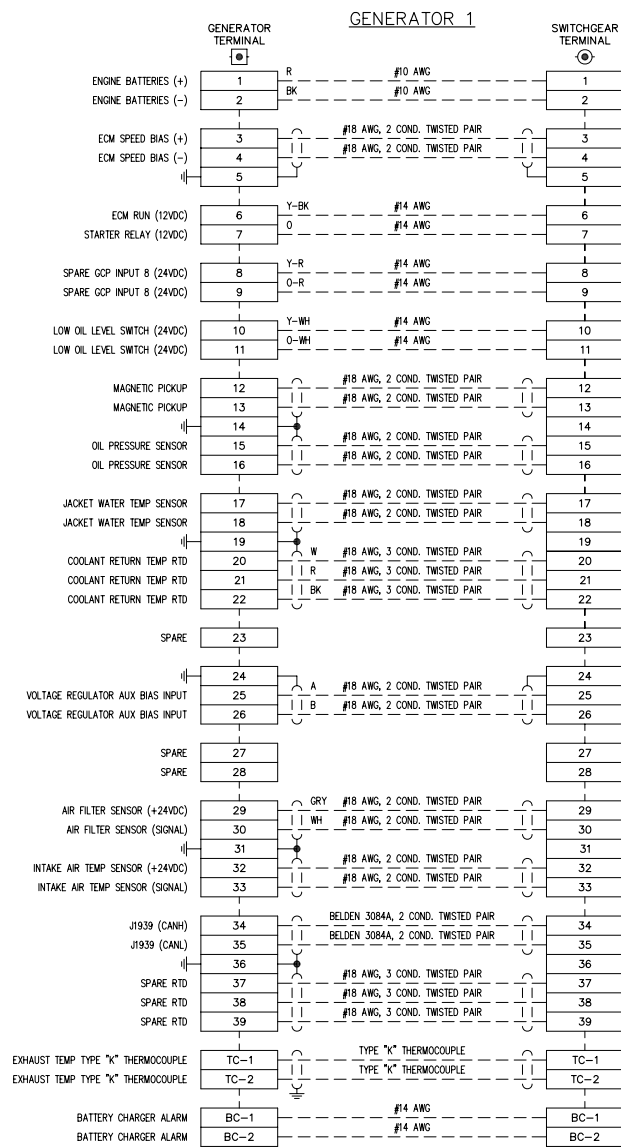 GENERATOR 1
GENERATOR TERMINAL
SWITCHGEAR TERMINAL
ENGINE BATTERIES (+) 1 R #10 AWG 1
ENGINE BATTERIES (-) 2 BK #10 AWG 2
ECM SPEED BIAS (+) 3 #18 AWG, 2 COND. TWISTED PAIR 3
ECM SPEED BIAS (-) 4 #18 AWG, 2 COND. TWISTED PAIR 4
5 5
ECM RUN (12VDC) 6 Y-BK #14 AWG 6
STARTER RELAY (12VDC) 7 O #14 AWG 7
SPARE GCP INPUT 8 (24VDC) 8 Y-R #14 AWG 8
SPARE GCP INPUT 8 (24VDC) 9 O-R #14 AWG 9
LOW OIL LEVEL SWITCH (24VDC) 10 Y-WH #14 AWG 10
LOW OIL LEVEL SWITCH (24VDC) 11 O-WH #14 AWG 11
MAGNETIC PICKUP 12 #18 AWG, 2 COND. TWISTED PAIR 12
MAGNETIC PICKUP 13 #18 AWG, 2 COND. TWISTED PAIR 13
14 14
OIL PRESSURE SENSOR 15 #18 AWG, 2 COND. TWISTED PAIR 15
OIL PRESSURE SENSOR 16 #18 AWG, 2 COND. TWISTED PAIR 16
JACKET WATER TEMP SENSOR 17 #18 AWG, 2 COND. TWISTED PAIR 17
JACKET WATER TEMP SENSOR 18 #18 AWG, 2 COND. TWISTED PAIR 18
19 19
COOLANT RETURN TEMP RTD 20 W #18 AWG, 3 COND. TWISTED PAIR 20
COOLANT RETURN TEMP RTD 21 R #18 AWG, 3 COND. TWISTED PAIR 21
COOLANT RETURN TEMP RTD 22 BK #18 AWG, 3 COND. TWISTED PAIR 22
SPARE 23 23
24 24
VOLTAGE REGULATOR AUX BIAS INPUT 25 A #18 AWG, 2 COND. TWISTED PAIR 25
VOLTAGE REGULATOR AUX BIAS INPUT 26 B #18 AWG, 2 COND. TWISTED PAIR 26
SPARE 27 27
SPARE 28 28
AIR FILTER SENSOR (+24VDC) 29 GRY #18 AWG, 2 COND. TWISTED PAIR 29
AIR FILTER SENSOR (SIGNAL) 30 WH #18 AWG, 2 COND. TWISTED PAIR 30
31 31
INTAKE AIR TEMP SENSOR (+24VDC) 32 #18 AWG, 2 COND. TWISTED PAIR 32
INTAKE AIR TEMP SENSOR (SIGNAL) 33 #18 AWG, 2 COND. TWISTED PAIR 33
J1939 (CANH) 34 BELDEN 3084A, 2 COND. TWISTED PAIR 34
J1939 (CANL) 35 BELDEN 3084A, 2 COND. TWISTED PAIR 35
36 36
SPARE RTD 37 #18 AWG, 3 COND. TWISTED PAIR 37
SPARE RTD 38 #18 AWG, 3 COND. TWISTED PAIR 38
SPARE RTD 39 #18 AWG, 3 COND. TWISTED PAIR 39
EXHAUST TEMP TYPE "K" THERMOCOUPLE TC-1 TYPE "K" THERMOCOUPLE TC-1
EXHAUST TEMP TYPE "K" THERMOCOUPLE TC-2 TYPE "K" THERMOCOUPLE TC-2
BATTERY CHARGER ALARM BC-1 #14 AWG BC-1
BATTERY CHARGER ALARM BC-2 #14 AWG BC-2